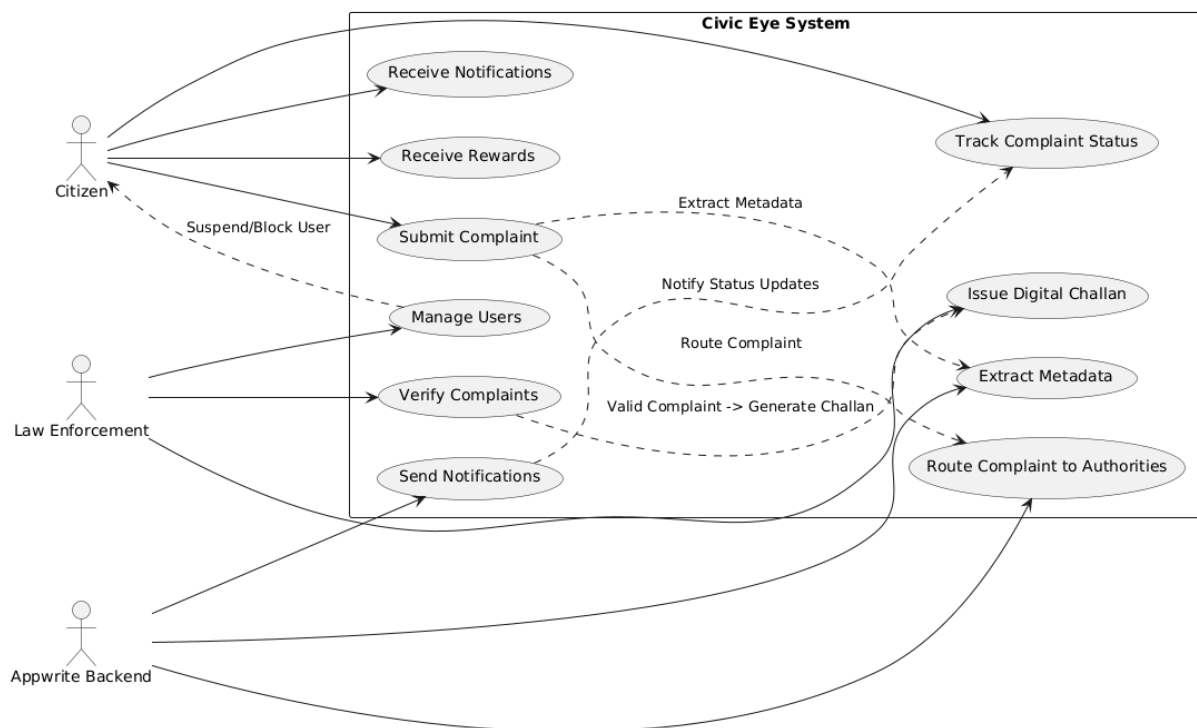 Civic Eye System
Receive Notifications
Track Complaint Status
Receive Rewards
Citizen
Extract Metadata
Suspend/Block User
Submit Complaint
Notify Status Updates
Issue Digital Challan
Manage Users
Route Complaint
Extract Metadata
Verify Complaints
Valid Complaint -> Generate Challan
Law Enforcement
Send Notifications
Route Complaint to Authorities
Appwrite Backend